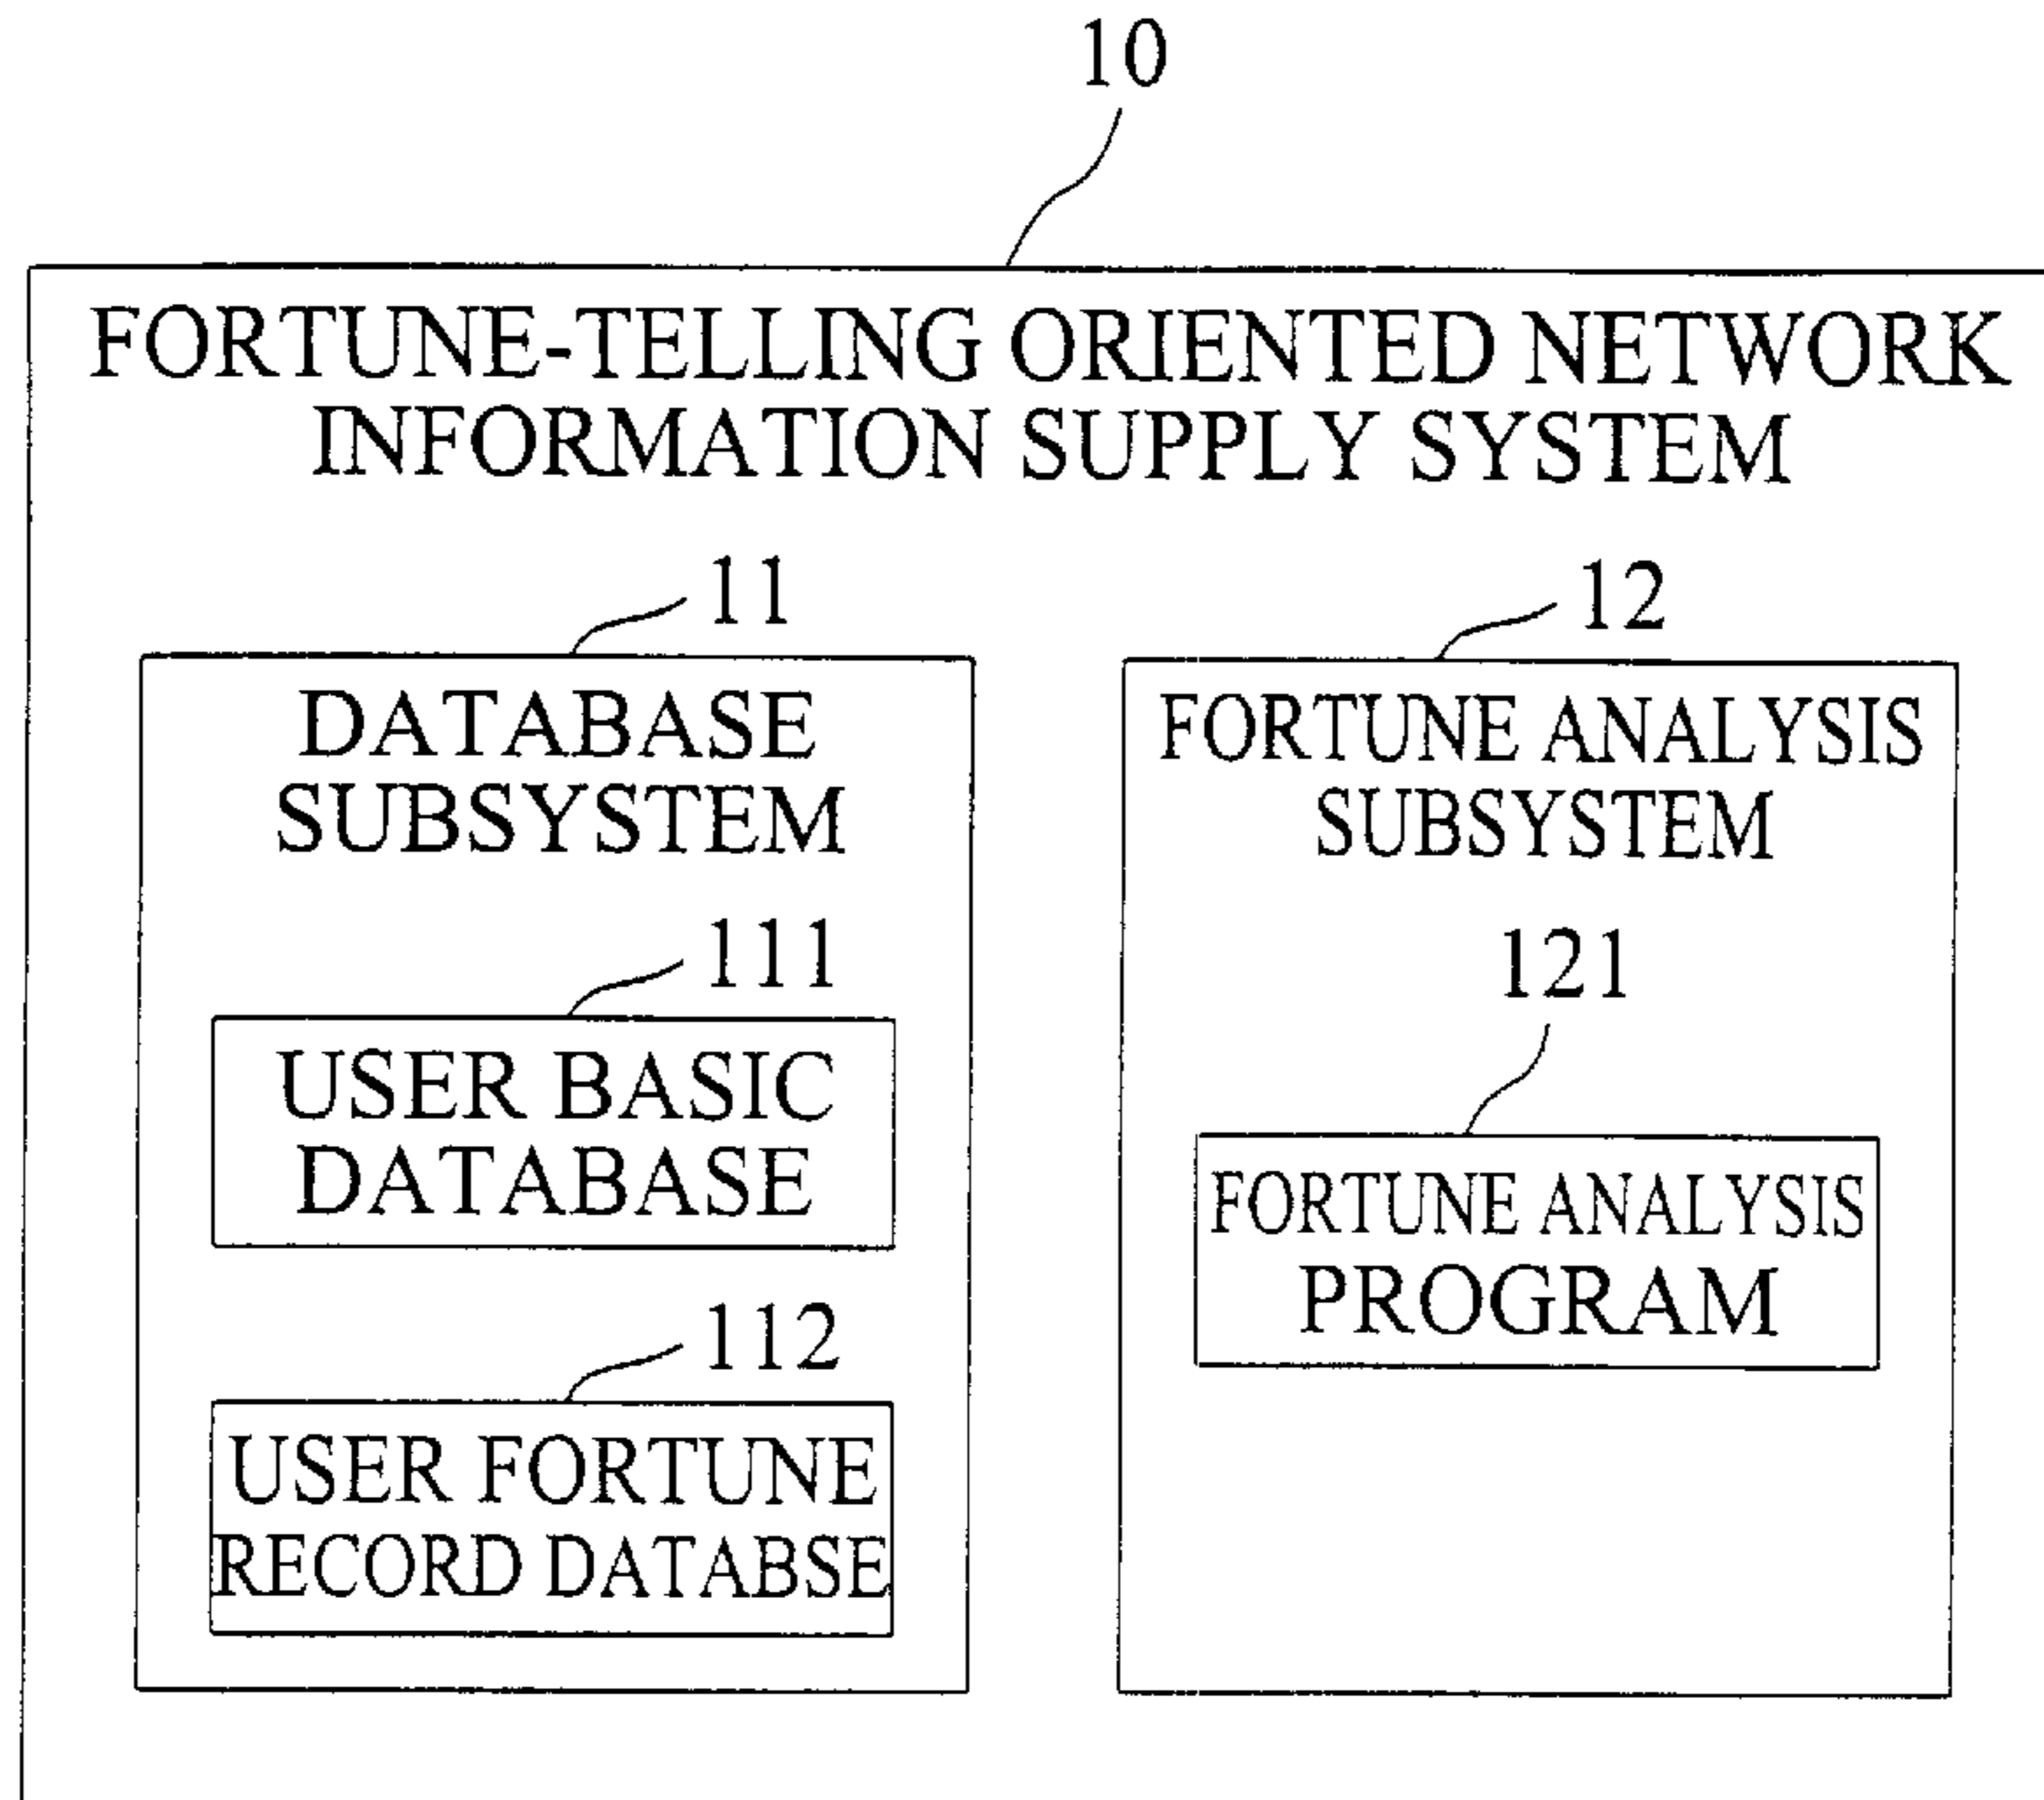 10
FORTUNE-TELLING ORIENTED NETWORK
INFORMATION SUPPLY SYSTEM
11
DATABASE
SUBSYSTEM
111
USER BASIC
DATABASE
112
USER FORTUNE
RECORD DATABSE
12
FORTUNE ANALYSIS
SUBSYSTEM
121
FORTUNE ANALYSIS
PROGRAM